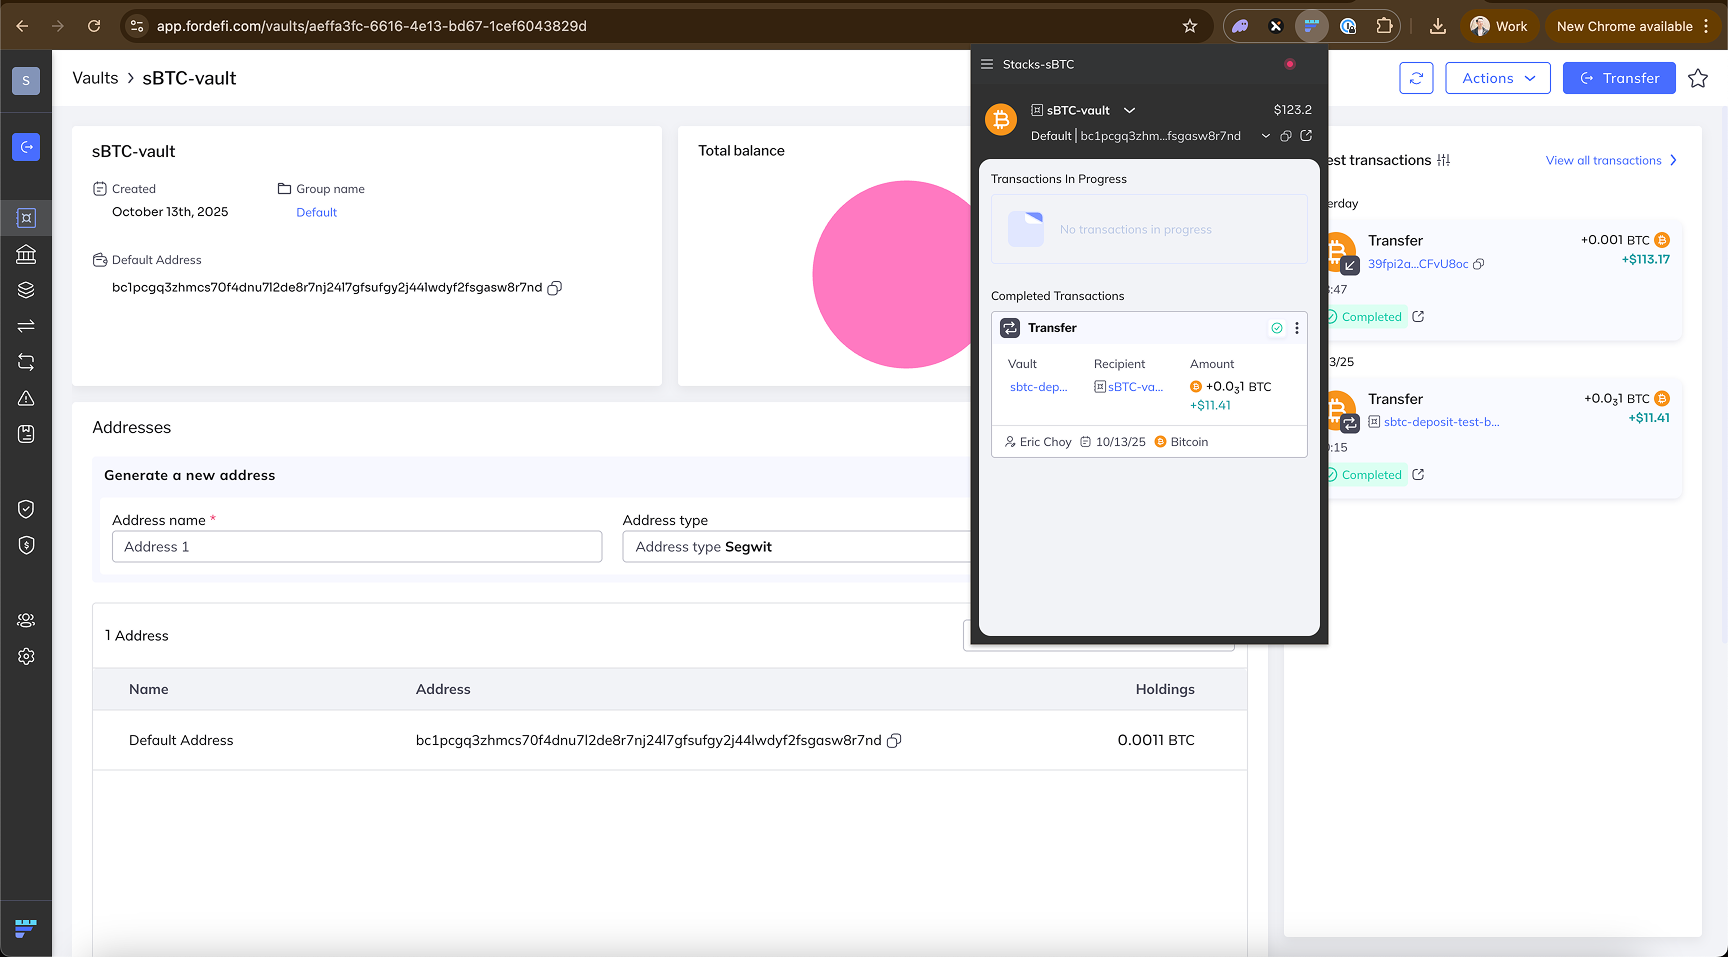 app.fordefi.com/vaults/aeffa3fc-6616-4e13-bd67-1cef6043829d
Work
New Chrome available
S
Vaults > sBTC-vault
Actions
Transfer
sBTC-vault
Created
October 13th, 2025
Group name
Default
Default Address
bc1pcgq3zhmcs70f4dnu7l2de8r7nj24l7gfsufgy2j44lwdyf2fsgasw8r7nd
Total balance
Addresses
Generate a new address
Address name *
Address 1
Address type
Address type Segwit
1 Address
Name Address Holdings
Default Address bc1pcgq3zhmcs70f4dnu7l2de8r7nj24l7gfsufgy2j44lwdyf2fsgasw8r7nd 0.0011 BTC
Stacks-sBTC
sBTC-vault $123.2
Default | bc1pcgq3zhm...fsgasw8r7nd
Transactions In Progress
No transactions in progress
Completed Transactions
Transfer
Vault Recipient Amount
sbtc-dep... sBTC-va... +0.0₃1 BTC
+$11.41
Eric Choy 10/13/25 Bitcoin
est transactions
View all transactions
erday
Transfer +0.001 BTC
39fpi2a...CFvU8oc +$113.17
:47
Completed
3/25
Transfer +0.0₃1 BTC
sbtc-deposit-test-b... +$11.41
:15
Completed